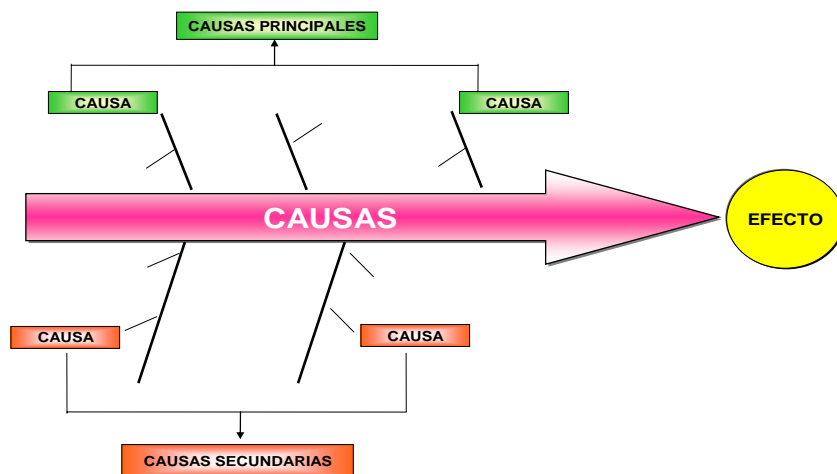 CAUSAS PRINCIPALES
CAUSA
CAUSA
CAUSAS
EFECTO
CAUSA
CAUSA
CAUSAS SECUNDARIAS